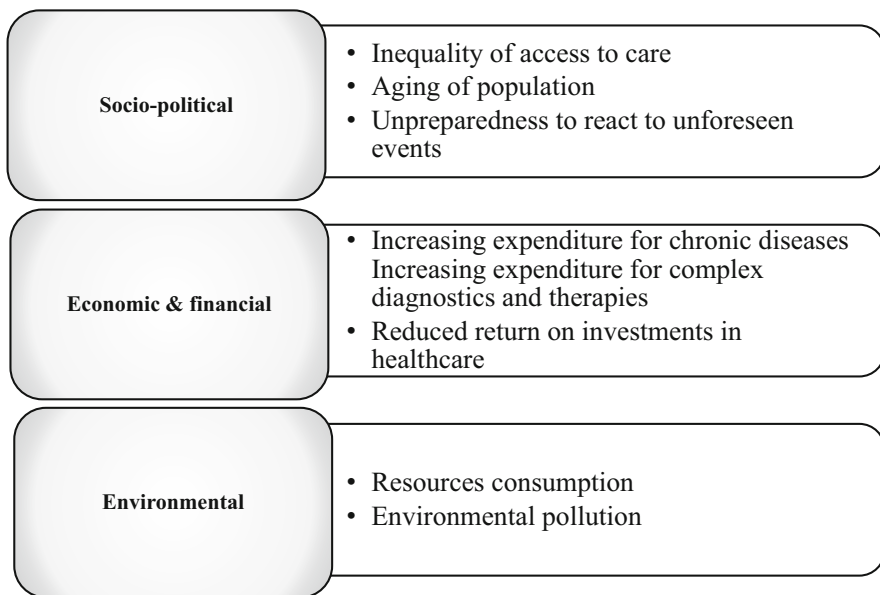 Socio-political
• Inequality of access to care
• Aging of population
• Unpreparedness to react to unforeseen
events
Economic & financial
• Increasing expenditure for chronic diseases
Increasing expenditure for complex
diagnostics and therapies
• Reduced return on investments in
healthcare
Environmental
• Resources consumption
• Environmental pollution